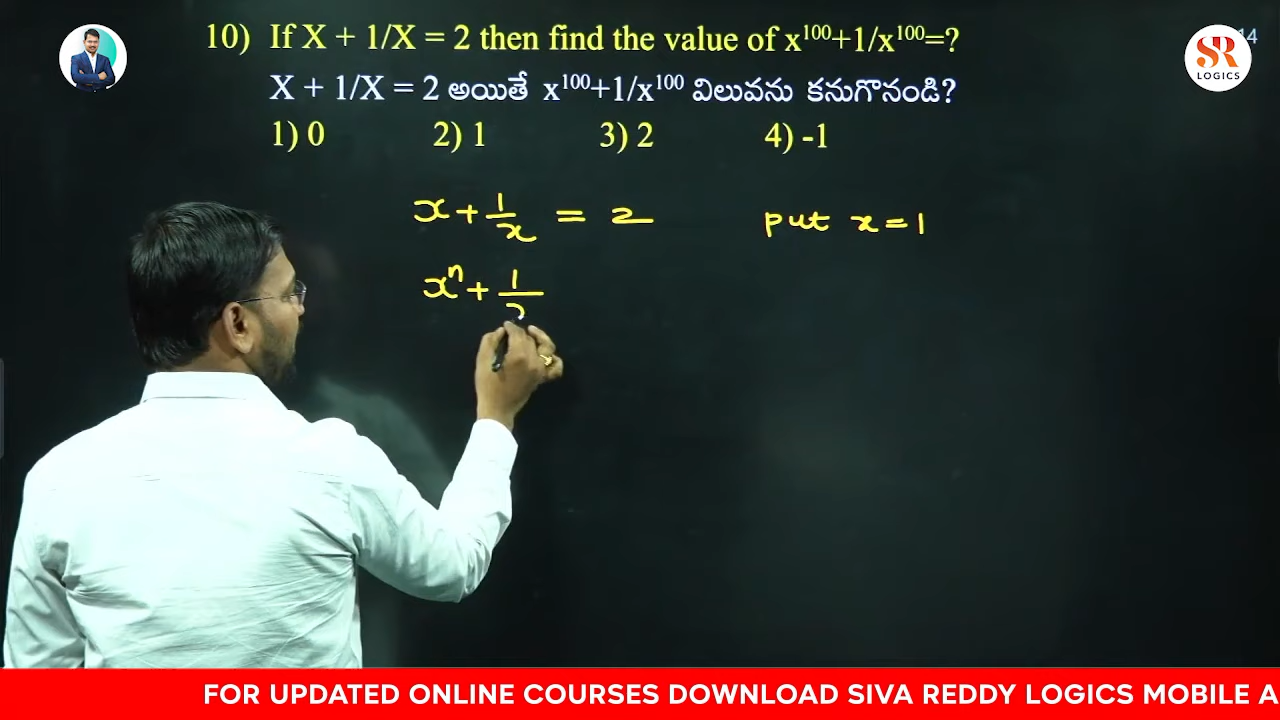 10) If X + 1/X = 2 then find the value of x¹⁰⁰+1/x¹⁰⁰=?
X + 1/X = 2 అయితే x¹⁰⁰+1/x¹⁰⁰ విలువను కనుగొనండి?
1) 0 2) 1 3) 2 4) -1
x + 1/x = 2 put x = 1
xⁿ + 1/
SR
LOGICS
14
FOR UPDATED ONLINE COURSES DOWNLOAD SIVA REDDY LOGICS MOBILE A